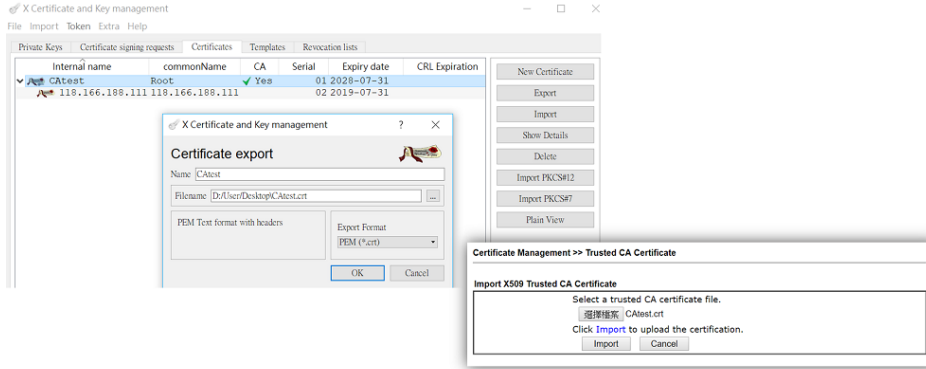 X Certificate and Key management
File Import Token Extra Help
Private Keys Certificate signing requests Certificates Templates Revocation lists
Internal name commonName CA Serial Expiry date CRL Expiration
CAtest Root Yes 01 2028-07-31
118.166.188.111 118.166.188.111 02 2019-07-31
New Certificate
Export
Import
Show Details
Delete
Import PKCS#12
Import PKCS#7
Plain View
X Certificate and Key management ?
Certificate export
Name CAtest
Filename D:/User/Desktop\CAtest.crt ...
PEM Text format with headers
Export Format
PEM (*.crt)
OK Cancel
Certificate Management >> Trusted CA Certificate
Import X509 Trusted CA Certificate
Select a trusted CA certificate file.
選擇檔案 CAtest.crt
Click Import to upload the certification.
Import Cancel